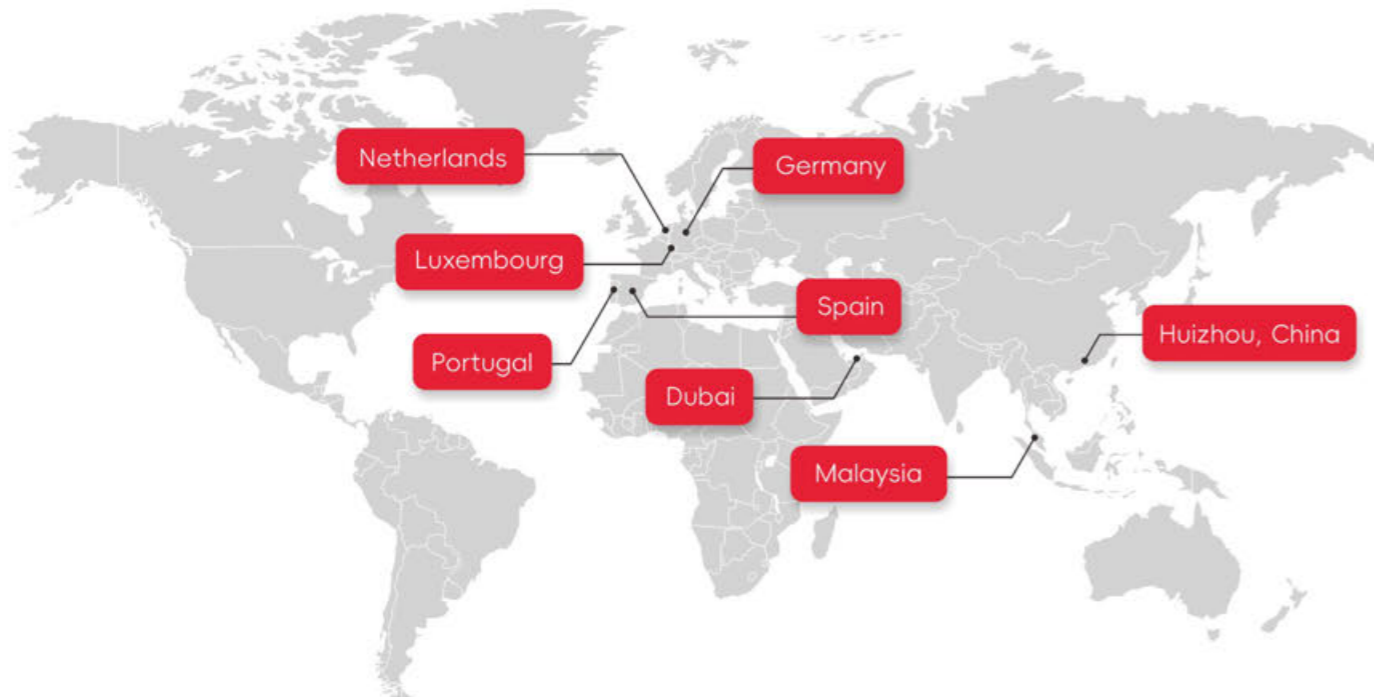 Netherlands
Germany
Luxembourg
Spain
Huizhou, China
Portugal
Dubai
Malaysia